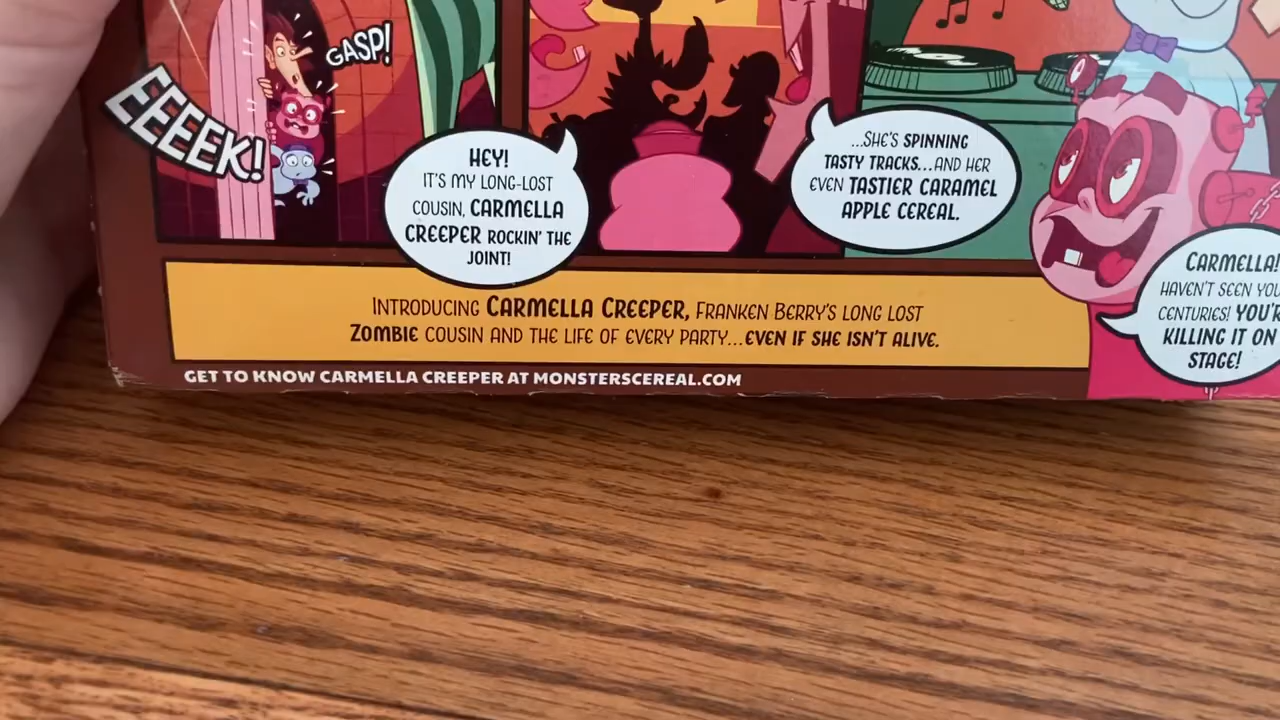 GASP!
EEEEK!
HEY!
IT'S MY LONG-LOST
COUSIN, CARMELLA
CREEPER ROCKIN' THE
JOINT!
...SHE'S SPINNING
TASTY TRACKS...AND HER
EVEN TASTIER CARAMEL
APPLE CEREAL.
CARMELLA!
HAVEN'T SEEN YOU
CENTURIES!
KILLING IT ON
STAGE!
INTRODUCING CARMELLA CREEPER, FRANKEN BERRY'S LONG LOST
ZOMBIE COUSIN AND THE LIFE OF EVERY PARTY...EVEN IF SHE ISN'T ALIVE.
GET TO KNOW CARMELLA CREEPER AT MONSTERSCEREAL.COM